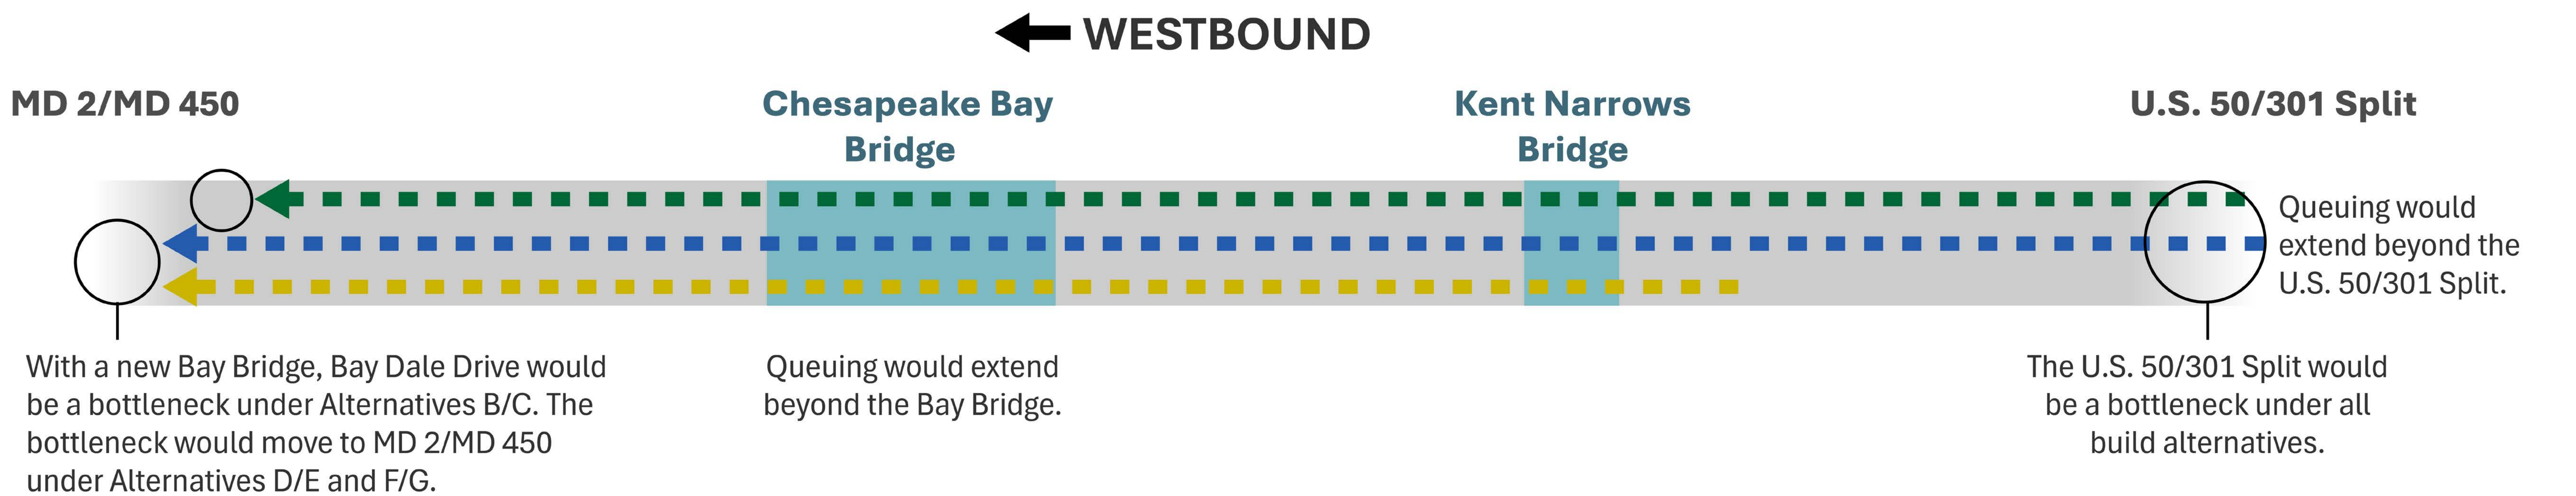 WESTBOUND
MD 2/MD 450
Chesapeake Bay
Bridge
Kent Narrows
Bridge
U.S. 50/301 Split
Queuing would
extend beyond the
U.S. 50/301 Split.
With a new Bay Bridge, Bay Dale Drive would
be a bottleneck under Alternatives B/C. The
bottleneck would move to MD 2/MD 450
under Alternatives D/E and F/G.
Queuing would extend
beyond the Bay Bridge.
The U.S. 50/301 Split would
be a bottleneck under all
build alternatives.